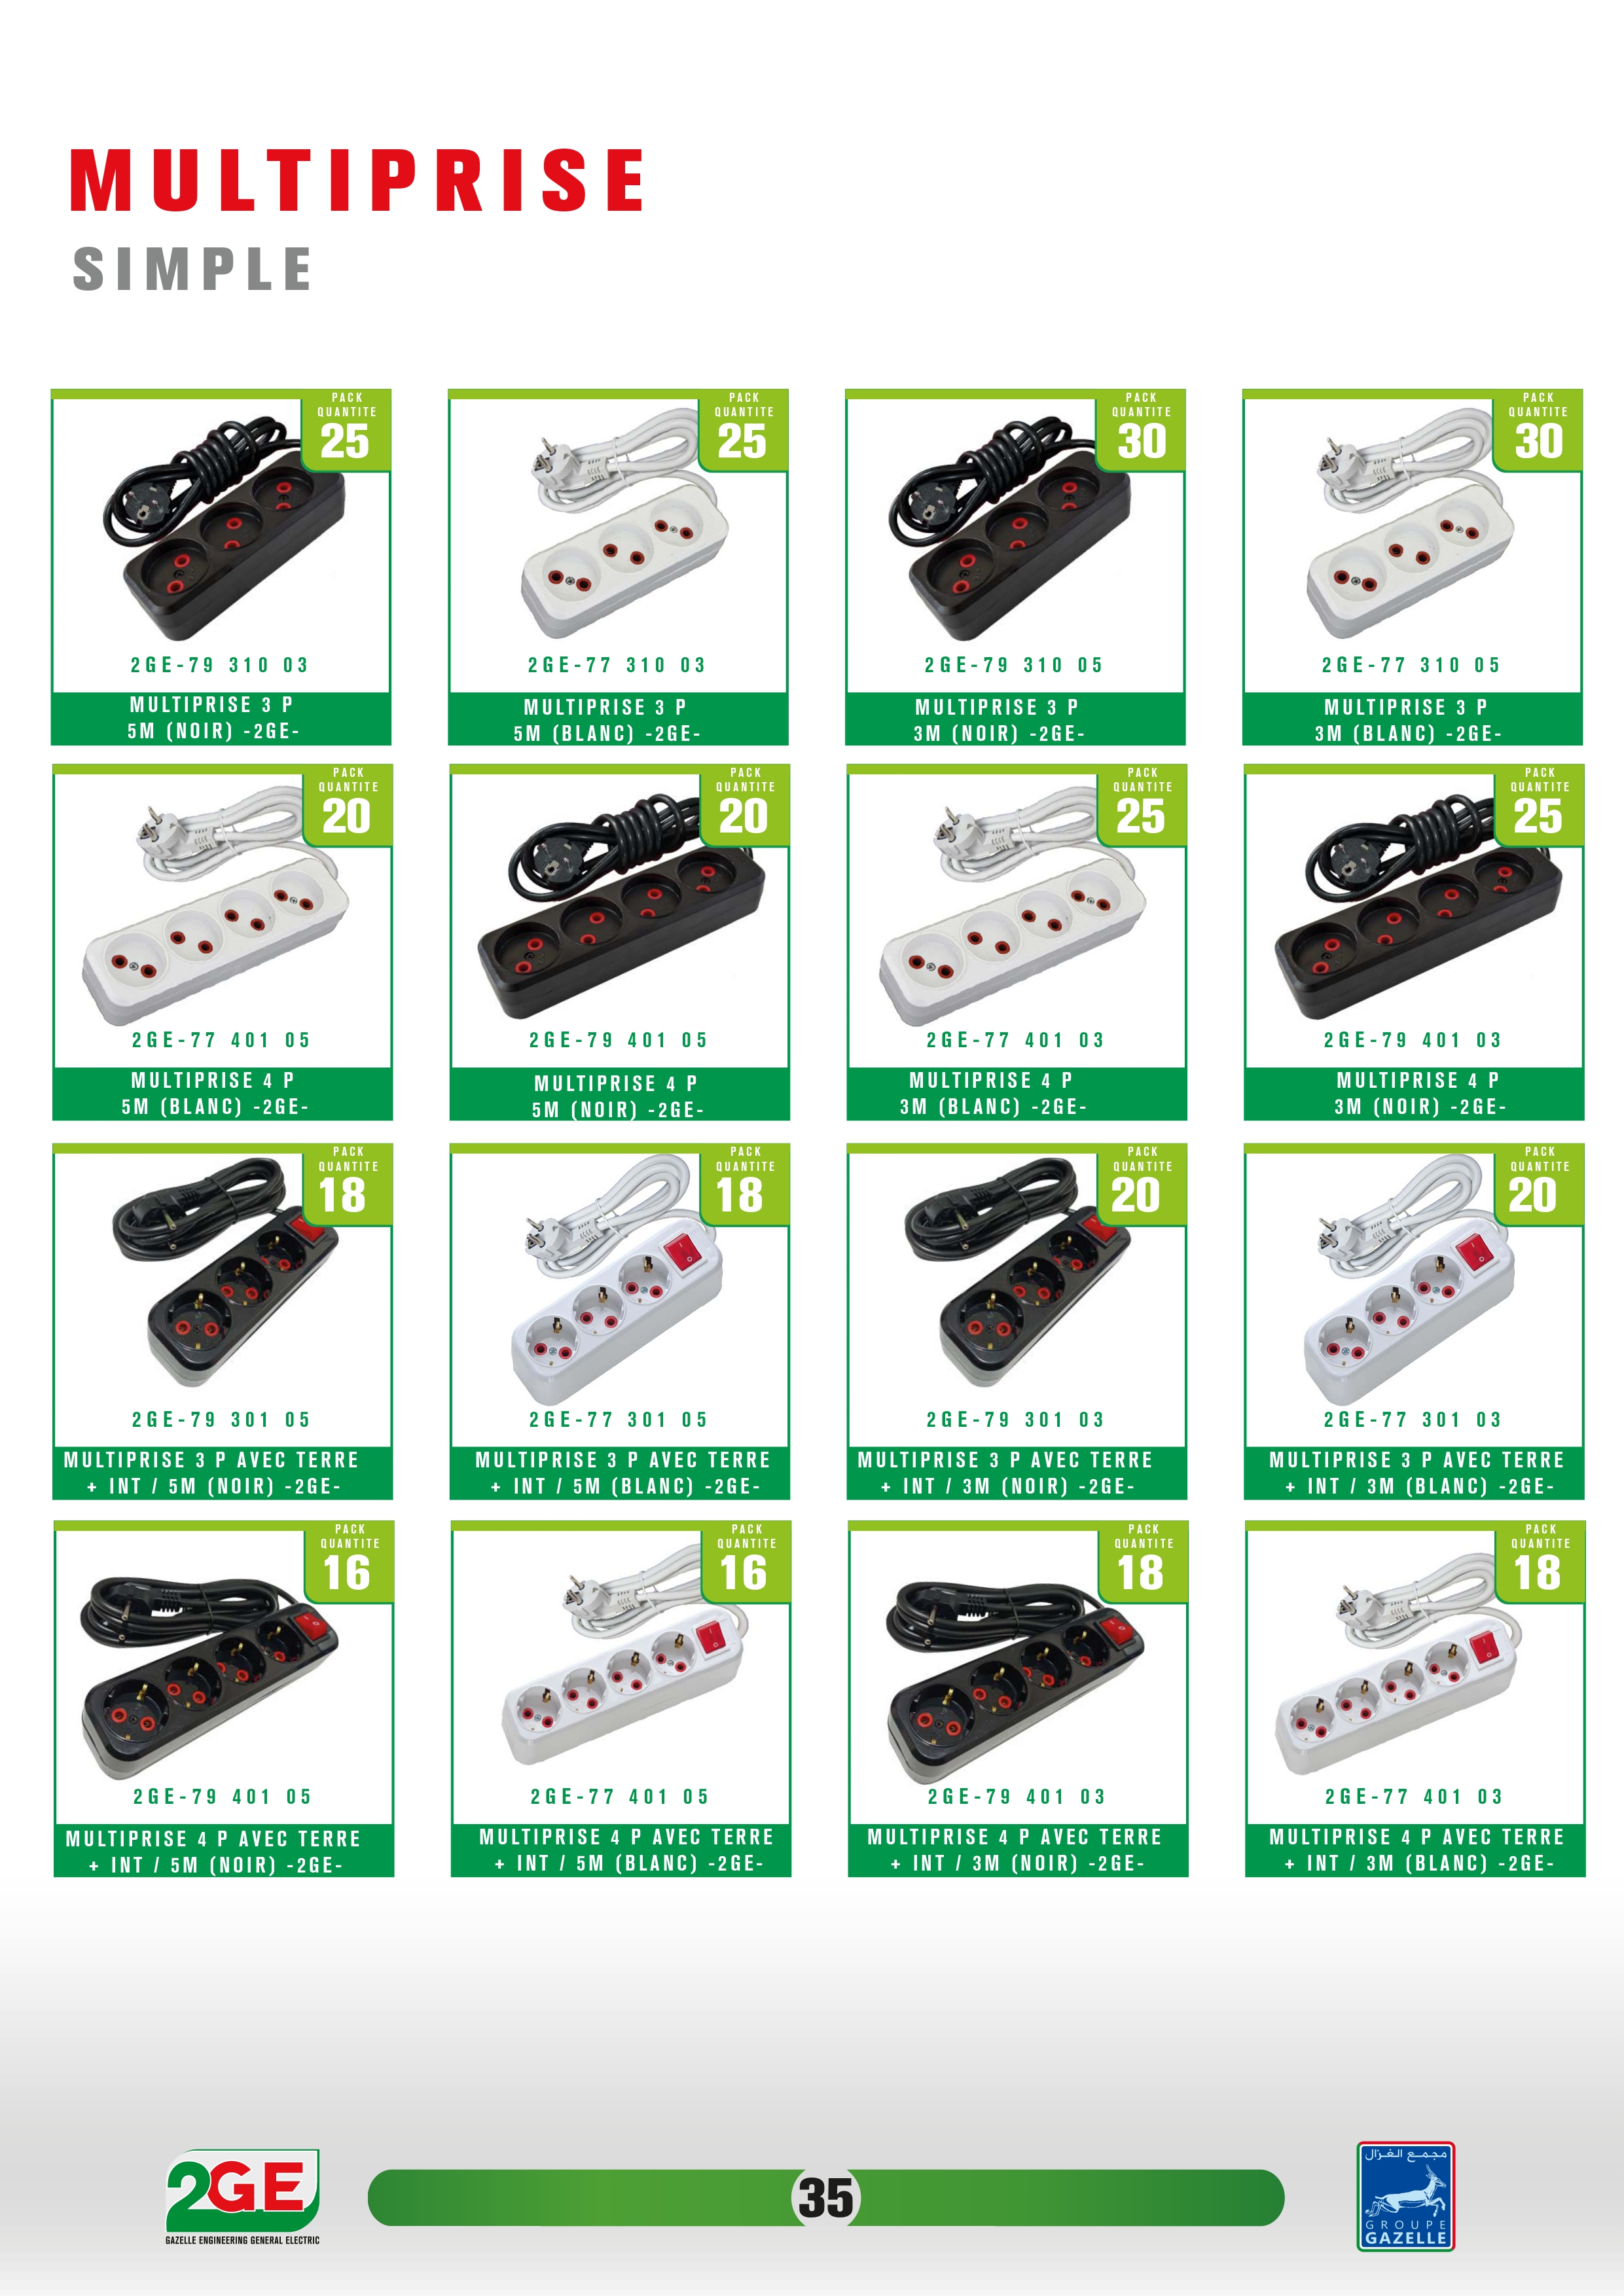 MULTIPRISE
SIMPLE
PACK
QUANTITE
25
2GE-79 310 03
MULTIPRISE 3 P
5M (NOIR) -2GE-
PACK
QUANTITE
25
2GE-77 310 03
MULTIPRISE 3 P
5M (BLANC) -2GE-
PACK
QUANTITE
30
2GE-79 310 05
MULTIPRISE 3 P
3M (NOIR) -2GE-
PACK
QUANTITE
30
2GE-77 310 05
MULTIPRISE 3 P
3M (BLANC) -2GE-
PACK
QUANTITE
20
2GE-77 401 05
MULTIPRISE 4 P
5M (BLANC) -2GE-
PACK
QUANTITE
20
2GE-79 401 05
MULTIPRISE 4 P
5M (NOIR) -2GE-
PACK
QUANTITE
25
2GE-77 401 03
MULTIPRISE 4 P
3M (BLANC) -2GE-
PACK
QUANTITE
25
2GE-79 401 03
MULTIPRISE 4 P
3M (NOIR) -2GE-
PACK
QUANTITE
18
2GE-79 301 05
MULTIPRISE 3 P AVEC TERRE
+ INT / 5M (NOIR) -2GE-
PACK
QUANTITE
18
2GE-77 301 05
MULTIPRISE 3 P AVEC TERRE
+ INT / 5M (BLANC) -2GE-
PACK
QUANTITE
20
2GE-79 301 03
MULTIPRISE 3 P AVEC TERRE
+ INT / 3M (NOIR) -2GE-
PACK
QUANTITE
20
2GE-77 301 03
MULTIPRISE 3 P AVEC TERRE
+ INT / 3M (BLANC) -2GE-
PACK
QUANTITE
16
2GE-79 401 05
MULTIPRISE 4 P AVEC TERRE
+ INT / 5M (NOIR) -2GE-
PACK
QUANTITE
16
2GE-77 401 05
MULTIPRISE 4 P AVEC TERRE
+ INT / 5M (BLANC) -2GE-
PACK
QUANTITE
18
2GE-79 401 03
MULTIPRISE 4 P AVEC TERRE
+ INT / 3M (NOIR) -2GE-
PACK
QUANTITE
18
2GE-77 401 03
MULTIPRISE 4 P AVEC TERRE
+ INT / 3M (BLANC) -2GE-
2GE
GAZELLE ENGINEERING GENERAL ELECTRIC
35
مجمع الغزال
GROUPE
GAZELLE